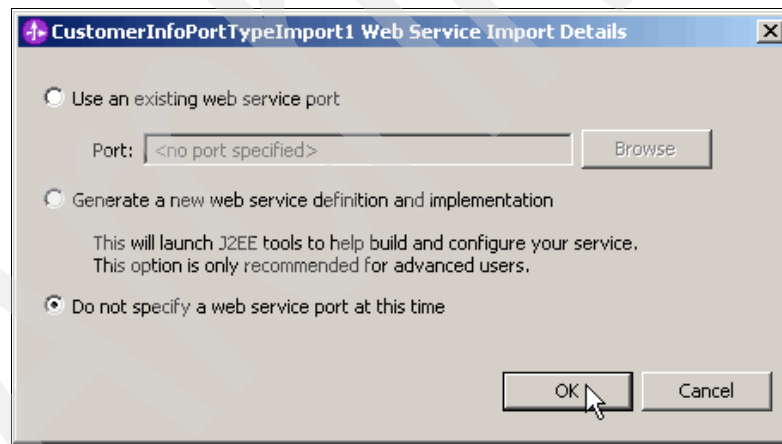 CustomerInfoPortTypeImport1 Web Service Import Details
Use an existing web service port
Port: <no port specified> Browse
Generate a new web service definition and implementation
This will launch J2EE tools to help build and configure your service.
This option is only recommended for advanced users.
Do not specify a web service port at this time
OK Cancel